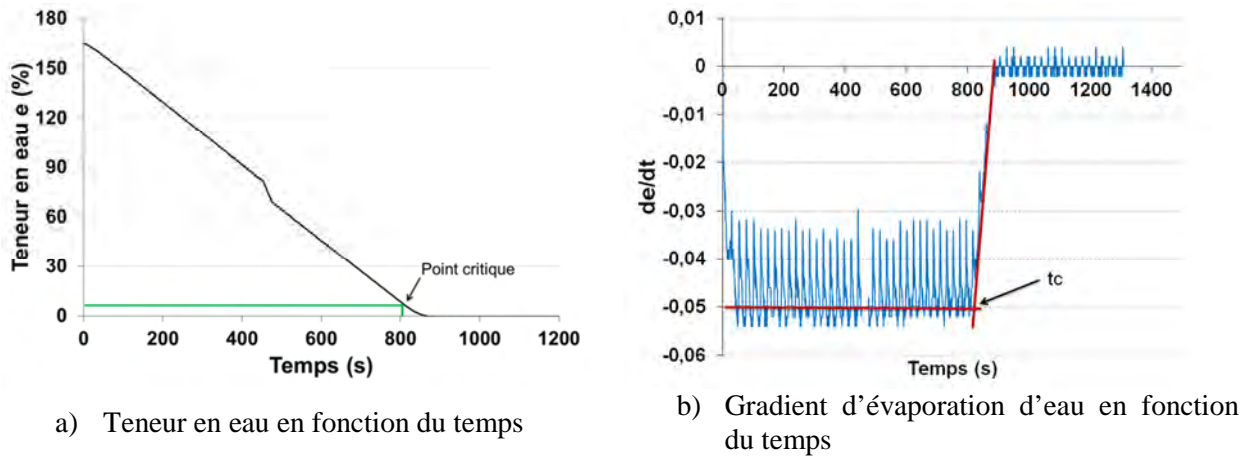 180
150
120
90
60
30
0
Teneur en eau e (%)
Point critique
0 200 400 600 800 1000 1200
Temps (s)
a) Teneur en eau en fonction du temps
0,01
0
-0,01
-0,02
-0,03
-0,04
-0,05
-0,06
de/dt
0 200 400 600 800 1000 1200 1400
tc
Temps (s)
b) Gradient d'évaporation d'eau en fonction
du temps